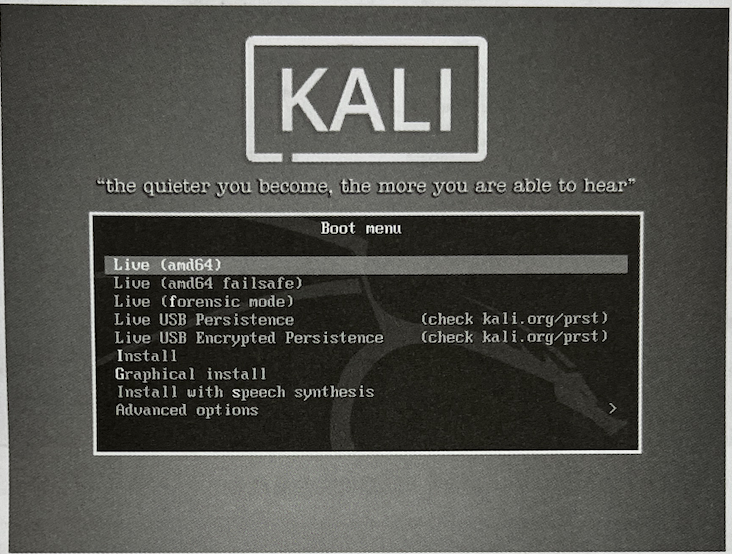 KALI
“the quieter you become, the more you are able to hear”
Boot menu
Live (amd64)
Live (amd64 failsafe)
Live (forensic mode)
Live USB Persistence (check kali.org/prst)
Live USB Encrypted Persistence (check kali.org/prst)
Install
Graphical install
Install with speech synthesis
Advanced options >